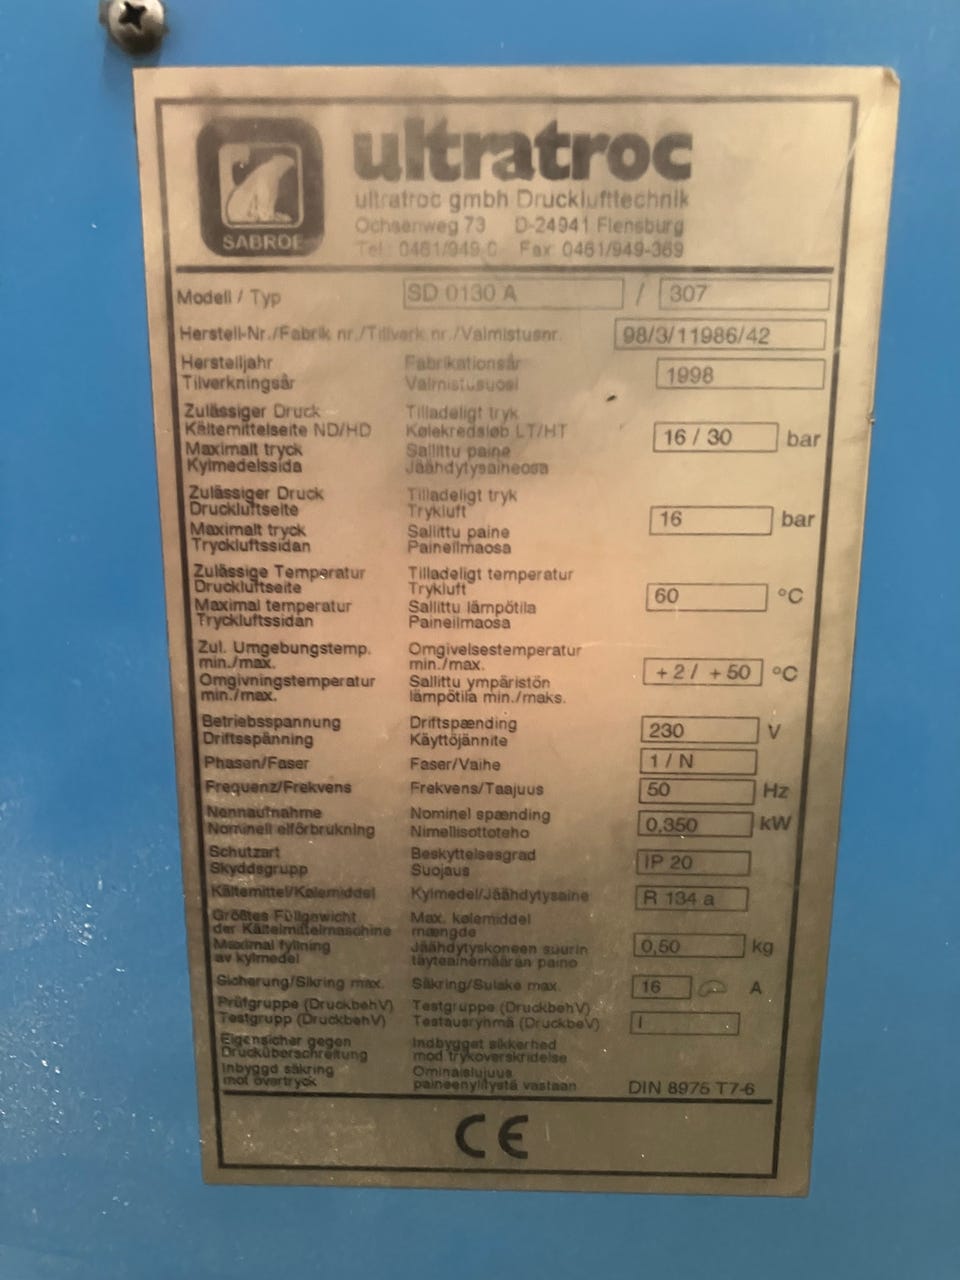 SABROE
ultratroc
ultratroc gmbh Drucklufttechnik
Ochsenweg 73 D-24941 Flensburg
Tel. 0461/949-0 Fax 0461/949-369
Modell / Typ SD 0130 A / 307
Herstell-Nr./Fabrik nr./Tillverk.nr./Valmistusnr. 98/3/11986/42
Herstelljahr Fabrikationsår
Tilverkningsår Valmistusuosi
1998
Zulässiger Druck Tilladeligt tryk
Kältemittelseite ND/HD Kølekredsløb LT/HT
Maximalt tryck Sallittu paine
Kylmedelssida Jäähdytysaineosa
16 / 30 bar
Zulässiger Druck Tilladeligt tryk
Druckluftseite Trykluft
Maximalt tryck Sallittu paine
Tryckluftssidan Paineilmaosa
16 bar
Zulässige Temperatur Tilladeligt temperatur
Druckluftseite Trykluft
Maximal temperatur Sallittu lämpötila
Tryckluftssidan Paineilmaosa
60 °C
Zul. Umgebungstemp. Omgivelsestemperatur
min./max. min./max.
Omgivningstemperatur Sallittu ympäristön
min./max. lämpötila min./maks.
+2 / +50 °C
Betriebsspannung Driftspænding
Driftsspänning Käyttöjännite
230 V
Phasen/Faser Faser/Vaihe 1 / N
Frequenz/Frekvens Frekvens/Taajuus 50 Hz
Nennaufnahme Nominel spænding
Nominell elförbrukning Nimellisottoteho
0,350 kW
Schutzart Beskyttelsesgrad
Skyddsgrupp Suojaus
IP 20
Kältemittel/Kølemiddel Kylmedel/Jäähdytysaine R 134 a
Größtes Füllgewicht Max. kølemiddel
der Kältelmittelmaschine mængde
Maximal fyllning Jäähdytyskoneen suurin
av kylmedel täyteainemäärän paino
0,50 kg
Sicherung/Sikring max. Säkring/Sulake max. 16 A
Prüfgruppe (DruckbehV) Testgruppe (DruckbehV)
Testgrupp (DruckbehV) Testausryhmä (DruckbeV)
I
Eigensicher gegen Indbygget sikkerhed
Drucküberschreitung mod trykoverskridelse
Inbyggd säkring Ominaislujuus
mot övertryck paineenylitystä vastaan
DIN 8975 T7-6
CE